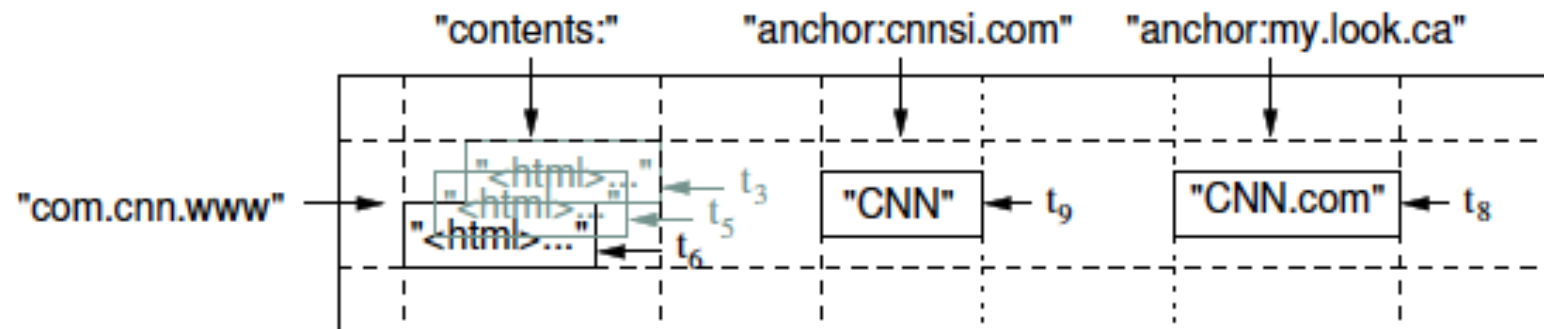 "contents:" "anchor:cnnsi.com" "anchor:my.look.ca"
"<html>..." t3
"com.cnn.www" "<html>..." t5 "CNN" t9 "CNN.com" t8
"<html>..." t6